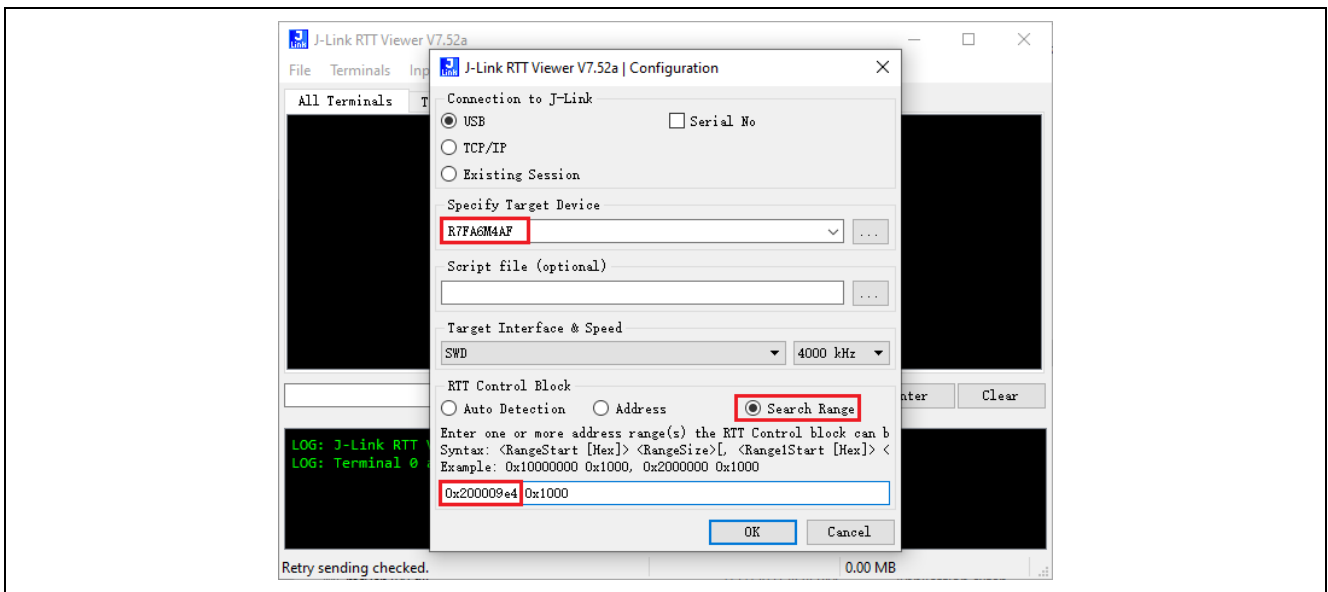 J-Link RTT Viewer V7.52a
File Terminals Inp
All Terminals T
J-Link RTT Viewer V7.52a | Configuration
Connection to J-Link
USB Serial No
TCP/IP
Existing Session
Specify Target Device
R7FA6M4AF ...
Script file (optional)
...
Target Interface & Speed
SWD 4000 kHz
RTT Control Block
Auto Detection Address Search Range
Enter one or more address range(s) the RTT Control block can b
Syntax: <RangeStart [Hex]> <RangeSize>[, <Range1Start [Hex]> <
Example: 0x10000000 0x1000, 0x2000000 0x1000
0x200009e4 0x1000
OK Cancel
nter Clear
LOG: J-Link RTT V
LOG: Terminal 0 a
Retry sending checked. 0.00 MB